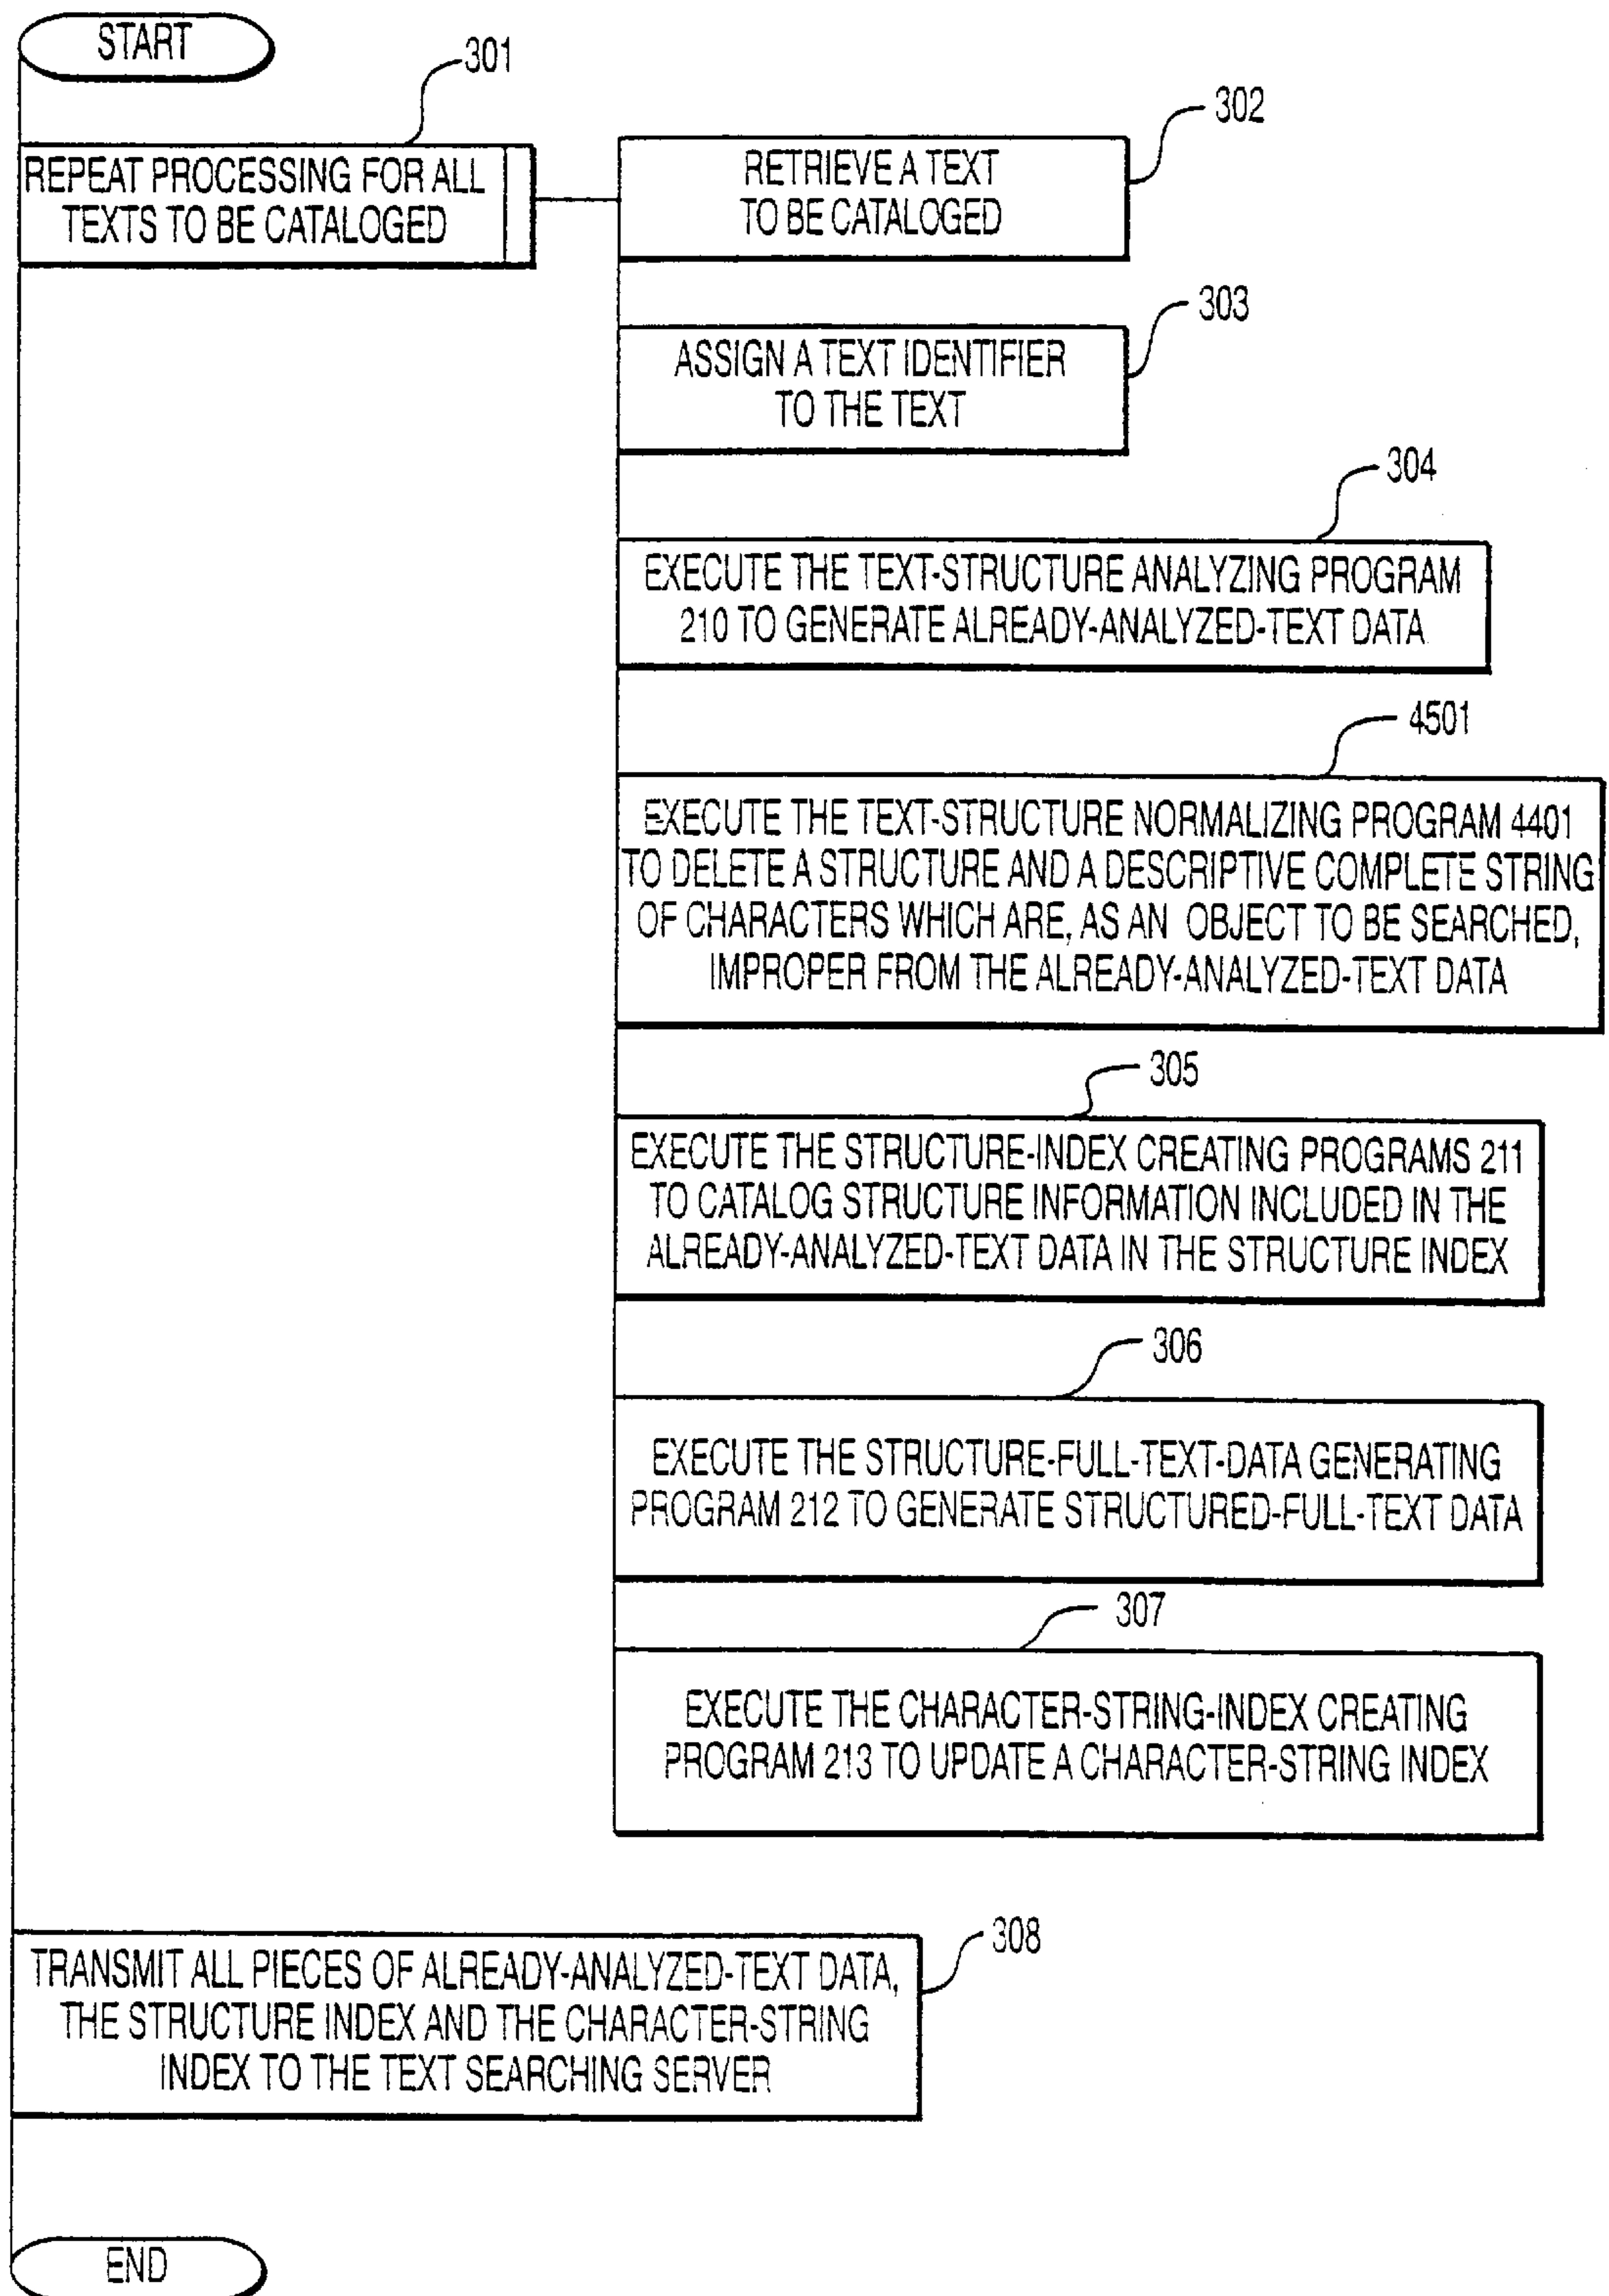 START
301
REPEAT PROCESSING FOR ALL
TEXTS TO BE CATALOGED
302
RETRIEVE A TEXT
TO BE CATALOGED
303
ASSIGN A TEXT IDENTIFIER
TO THE TEXT
304
EXECUTE THE TEXT-STRUCTURE ANALYZING PROGRAM
210 TO GENERATE ALREADY-ANALYZED-TEXT DATA
4501
EXECUTE THE TEXT-STRUCTURE NORMALIZING PROGRAM 4401
TO DELETE A STRUCTURE AND A DESCRIPTIVE COMPLETE STRING
OF CHARACTERS WHICH ARE, AS AN OBJECT TO BE SEARCHED,
IMPROPER FROM THE ALREADY-ANALYZED-TEXT DATA
305
EXECUTE THE STRUCTURE-INDEX CREATING PROGRAMS 211
TO CATALOG STRUCTURE INFORMATION INCLUDED IN THE
ALREADY-ANALYZED-TEXT DATA IN THE STRUCTURE INDEX
306
EXECUTE THE STRUCTURE-FULL-TEXT-DATA GENERATING
PROGRAM 212 TO GENERATE STRUCTURED-FULL-TEXT DATA
307
EXECUTE THE CHARACTER-STRING-INDEX CREATING
PROGRAM 213 TO UPDATE A CHARACTER-STRING INDEX
308
TRANSMIT ALL PIECES OF ALREADY-ANALYZED-TEXT DATA,
THE STRUCTURE INDEX AND THE CHARACTER-STRING
INDEX TO THE TEXT SEARCHING SERVER
END